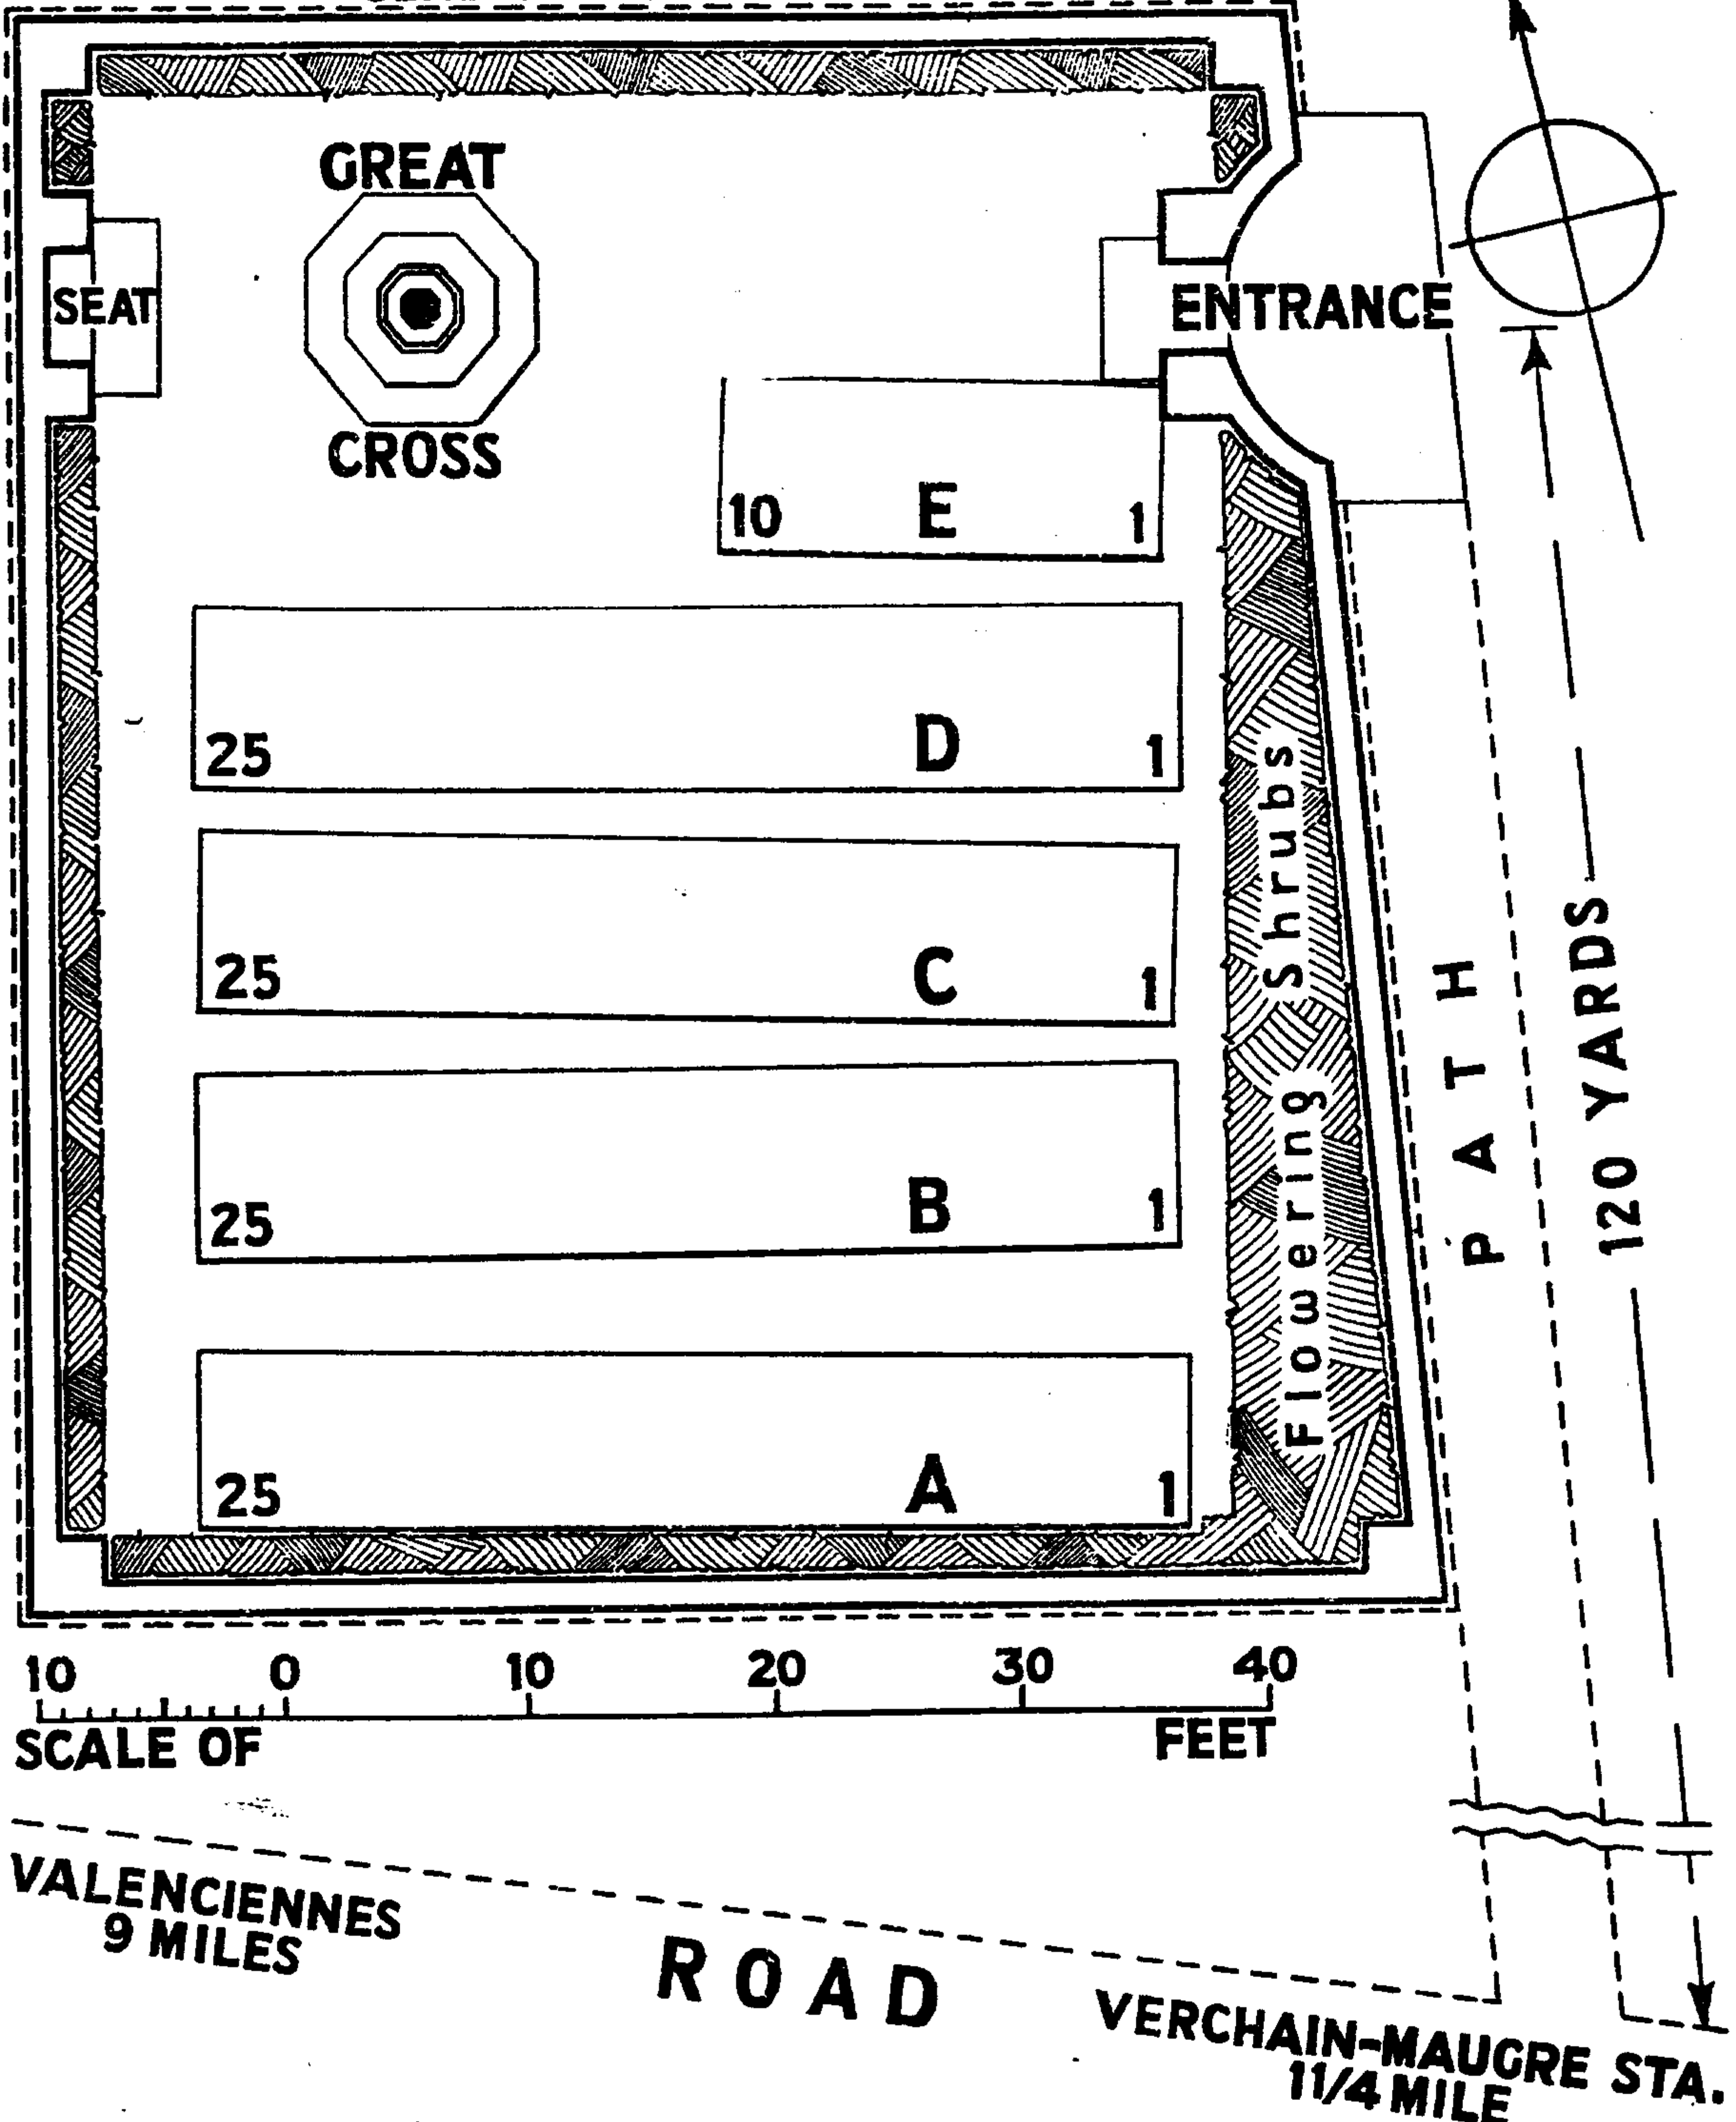 GREAT
CROSS
SEAT
ENTRANCE
10 E 1
25 D 1
25 C 1
25 B 1
25 A 1
Flowering Shrubs
PATH
120 YARDS
10 0 10 20 30 40
SCALE OF FEET
VALENCIENNES
9 MILES
ROAD
VERCHAIN-MAUGRE STA.
11/4 MILE